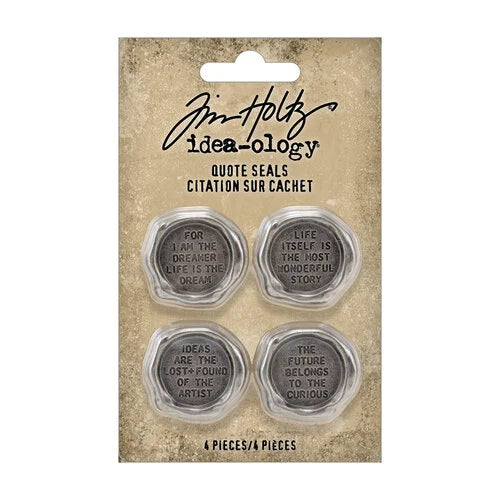 Tim Holtz
idea-ology
QUOTE SEALS
CITATION SUR CACHET
FOR
I AM THE
DREAMER
LIFE IS THE
DREAM
LIFE
ITSELF IS
THE MOST
WONDERFUL
STORY
IDEAS
ARE THE
LOST+FOUND
OF THE
ARTIST
THE
FUTURE
BELONGS
TO THE
CURIOUS
4 PIECES/4 PIÈCES